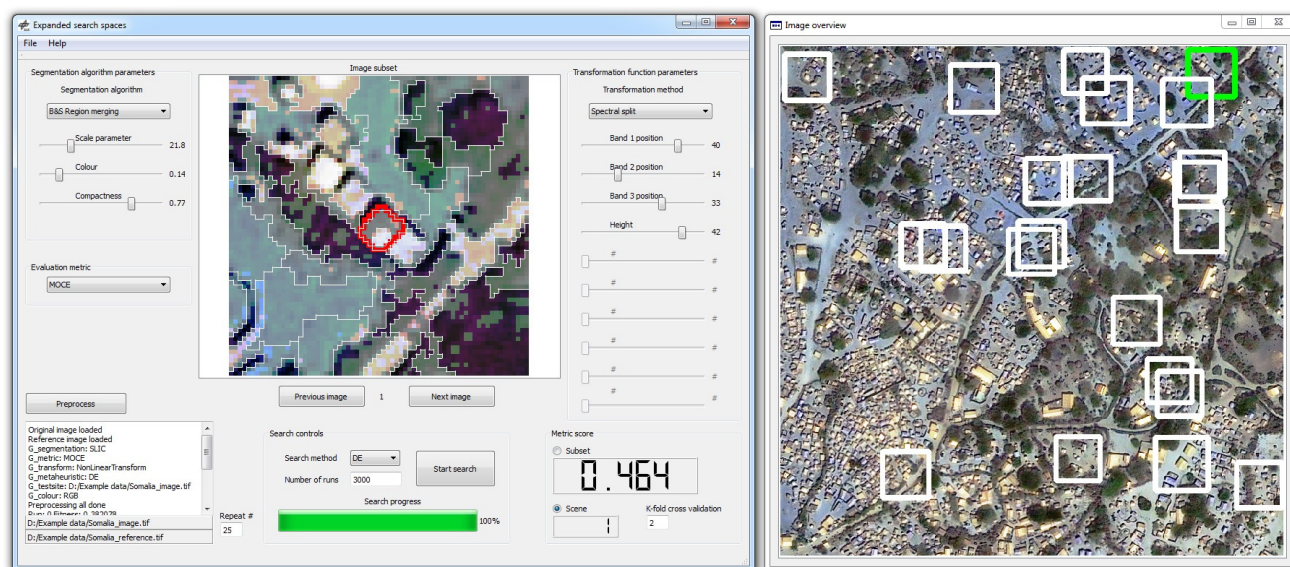 Expanded search spaces
File Help
Segmentation algorithm parameters
Segmentation algorithm
B&S Region merging
Scale parameter
21.8
Colour
0.14
Compactness
0.77
Evaluation metric
MOCE
Preprocess
Original image loaded
Reference image loaded
G_segmentation: SLIC
G_metric: MOCE
G_transform: NonLinearTransform
G_metaheuristic: DE
G_testsite: D:/Example data/Somalia_image.tif
G_colour: RGB
Preprocessing all done
Run: 0 Fitness: 0.382078
D:/Example data/Somalia_image.tif
D:/Example data/Somalia_reference.tif
Repeat #
25
Image subset
Previous image 1 Next image
Search controls
Search method DE
Number of runs 3000
Start search
Search progress
100%
Transformation function parameters
Transformation method
Spectral split
Band 1 position
40
Band 2 position
14
Band 3 position
33
Height
42
#
#
#
#
#
#
#
#
#
#
#
#
Metric score
Subset
0.464
Scene
1
K-fold cross validation
2
Image overview